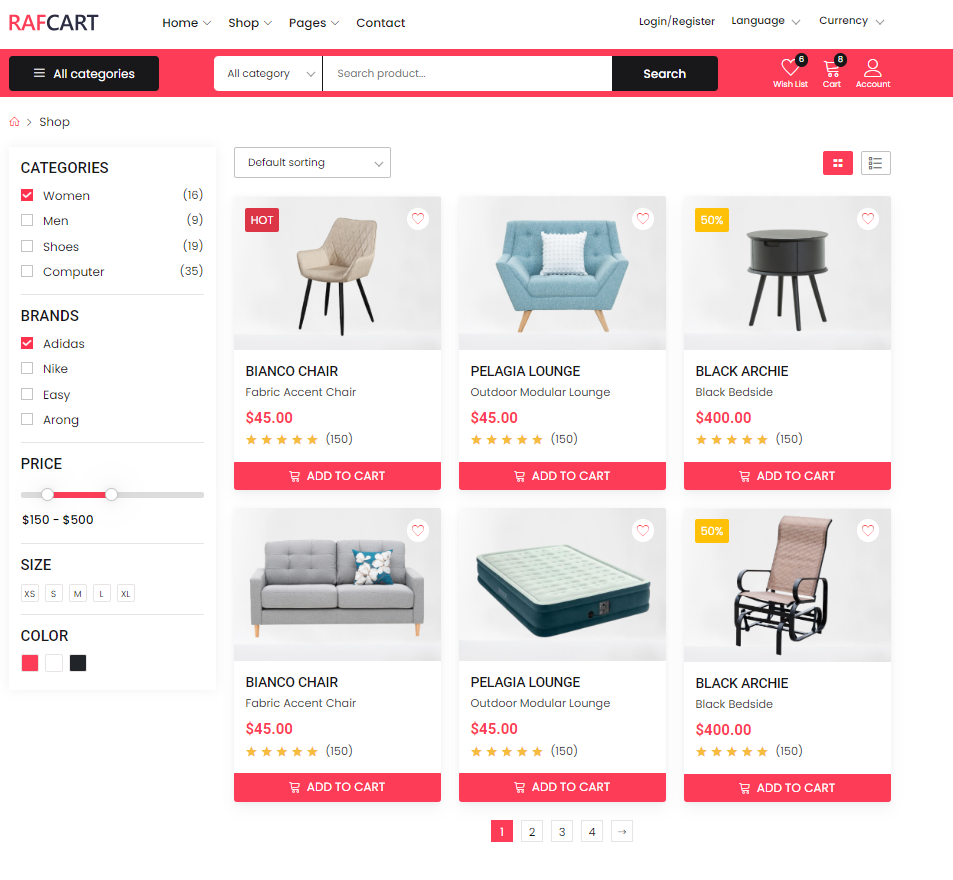 RAFCART
Home Shop Pages Contact
Login/Register Language Currency
All categories
All category Search product... Search
6 8
Wish List Cart Account
Shop
CATEGORIES
Women (16)
Men (9)
Shoes (19)
Computer (35)
BRANDS
Adidas
Nike
Easy
Arong
PRICE
$150 - $500
SIZE
XS S M L XL
COLOR
Default sorting
HOT
50%
BIANCO CHAIR PELAGIA LOUNGE BLACK ARCHIE
Fabric Accent Chair Outdoor Modular Lounge Black Bedside
$45.00 $45.00 $400.00
(150) (150) (150)
ADD TO CART ADD TO CART ADD TO CART
50%
BIANCO CHAIR PELAGIA LOUNGE BLACK ARCHIE
Fabric Accent Chair Outdoor Modular Lounge Black Bedside
$45.00 $45.00 $400.00
(150) (150) (150)
ADD TO CART ADD TO CART ADD TO CART
1 2 3 4 →